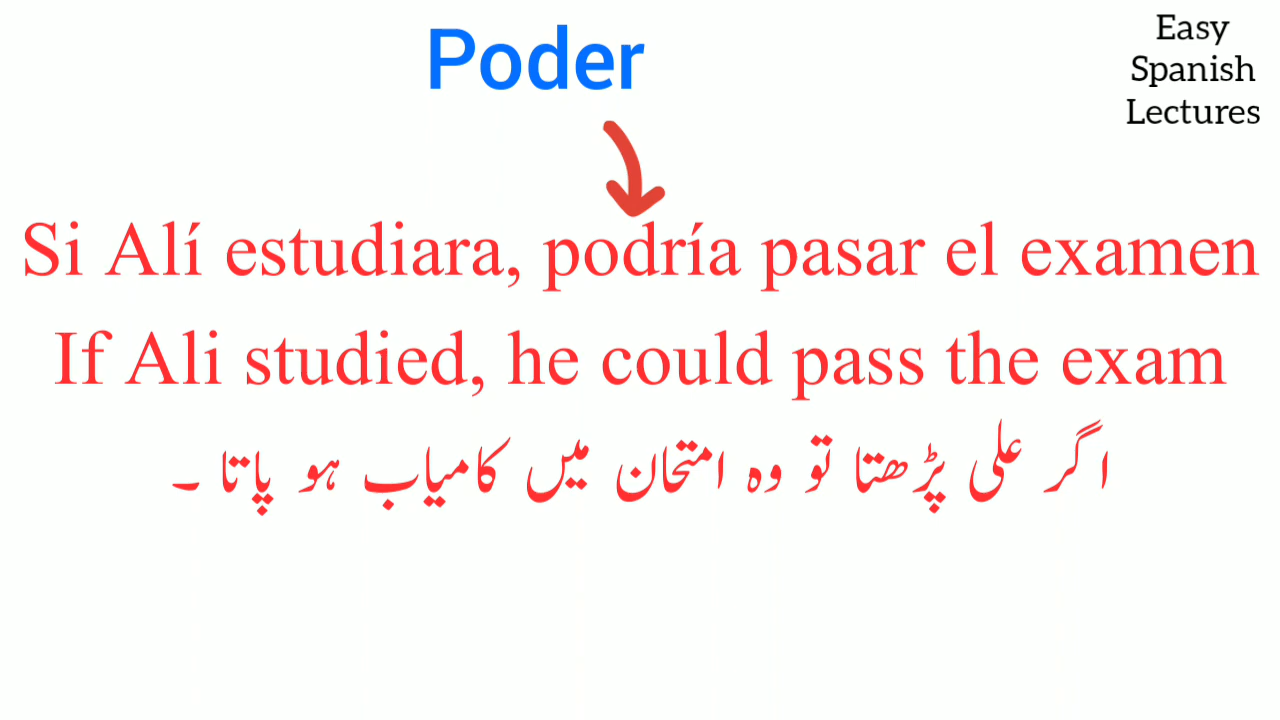 Poder
Easy
Spanish
Lectures
Si Alí estudiara, podría pasar el examen
If Ali studied, he could pass the exam
اگر علی پڑھتا تو وہ امتحان میں کامیاب ہو پاتا ۔